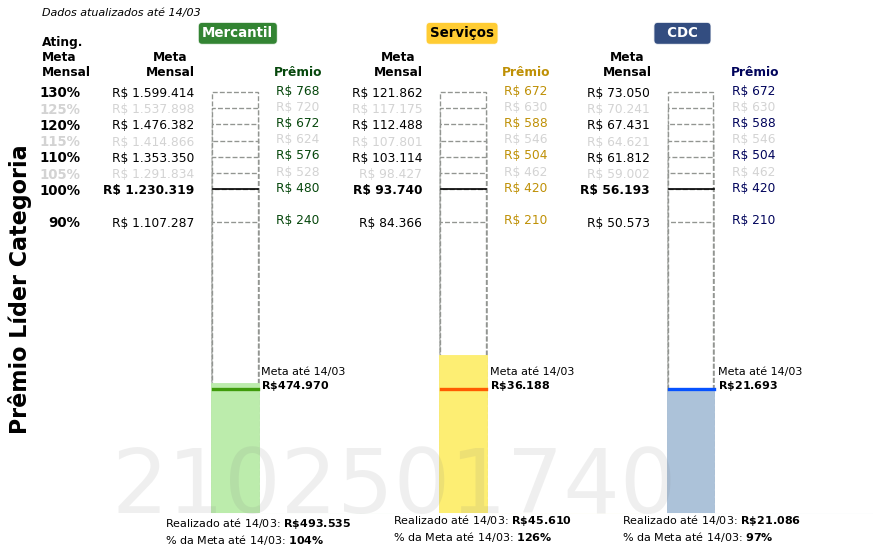 Dados atualizados até 14/03
Prêmio Líder Categoria
Mercantil Serviços CDC
Ating. Meta Mensal
Meta Mensal Prêmio Meta Mensal Prêmio Meta Mensal Prêmio
130% R$ 1.599.414 R$ 768 R$ 121.862 R$ 672 R$ 73.050 R$ 672
125% R$ 1.537.898 R$ 720 R$ 117.175 R$ 630 R$ 70.241 R$ 630
120% R$ 1.476.382 R$ 672 R$ 112.488 R$ 588 R$ 67.431 R$ 588
115% R$ 1.414.866 R$ 624 R$ 107.801 R$ 546 R$ 64.621 R$ 546
110% R$ 1.353.350 R$ 576 R$ 103.114 R$ 504 R$ 61.812 R$ 504
105% R$ 1.291.834 R$ 528 R$ 98.427 R$ 462 R$ 59.002 R$ 462
100% R$ 1.230.319 R$ 480 R$ 93.740 R$ 420 R$ 56.193 R$ 420
90% R$ 1.107.287 R$ 240 R$ 84.366 R$ 210 R$ 50.573 R$ 210
Meta até 14/03 Meta até 14/03 Meta até 14/03
R$474.970 R$36.188 R$21.693
2102501740
Realizado até 14/03: R$493.535 Realizado até 14/03: R$45.610 Realizado até 14/03: R$21.086
% da Meta até 14/03: 104% % da Meta até 14/03: 126% % da Meta até 14/03: 97%